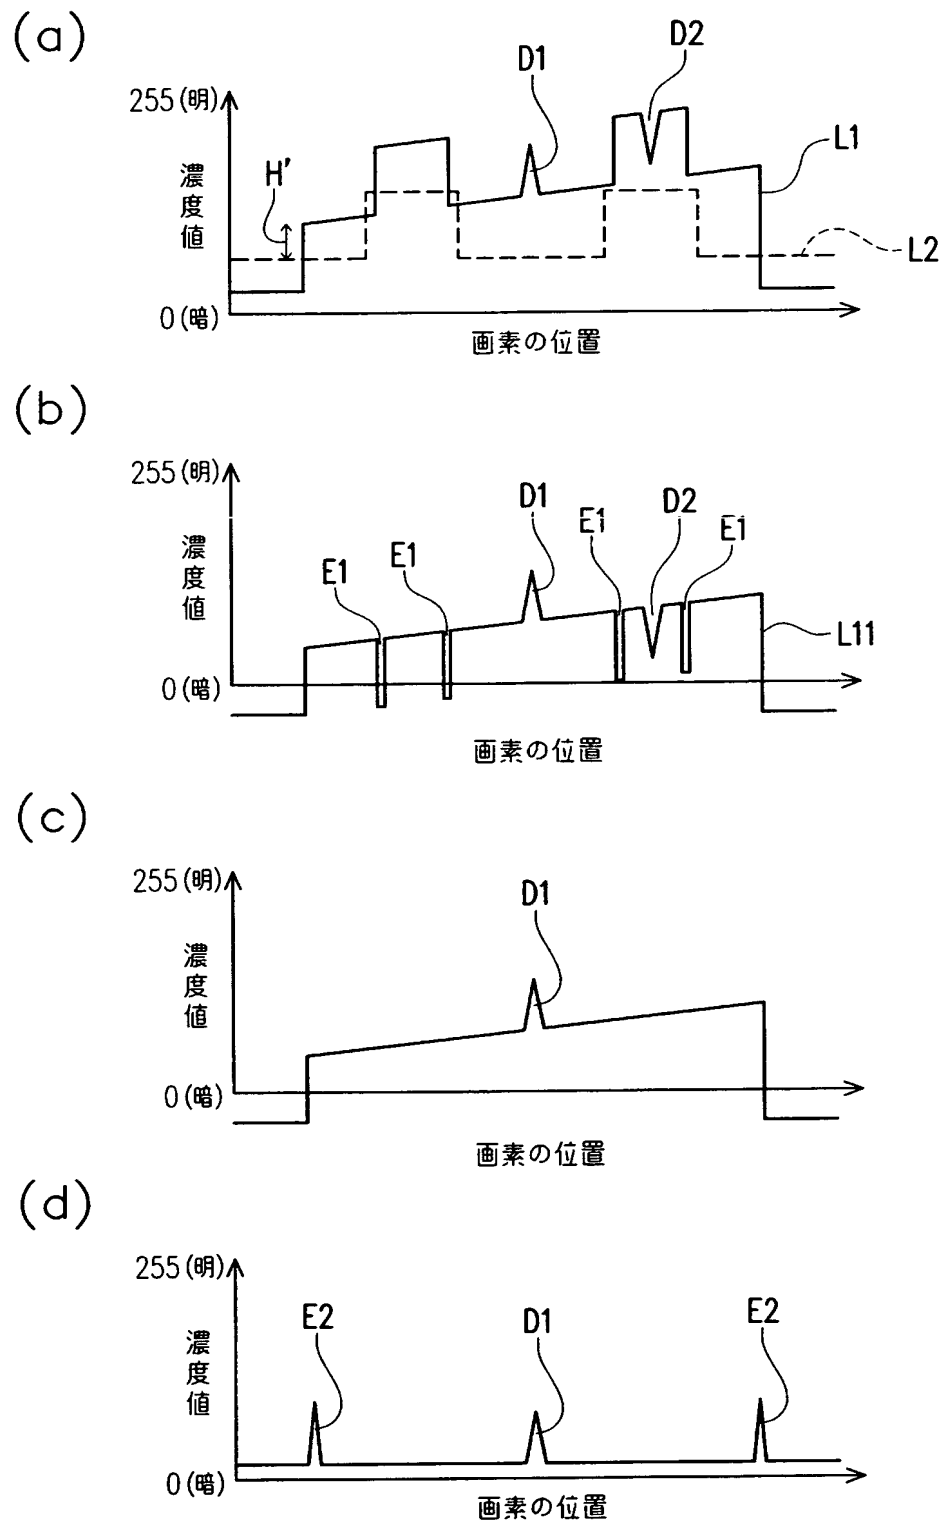 (a)
D1
D2
255(明)
H'
濃度値
L1
L2
0(暗)
画素の位置
(b)
255(明)
濃度値
E1
E1
D1
E1
D2
E1
L11
0(暗)
画素の位置
(c)
255(明)
濃度値
D1
0(暗)
画素の位置
(d)
255(明)
濃度値
E2
D1
E2
0(暗)
画素の位置